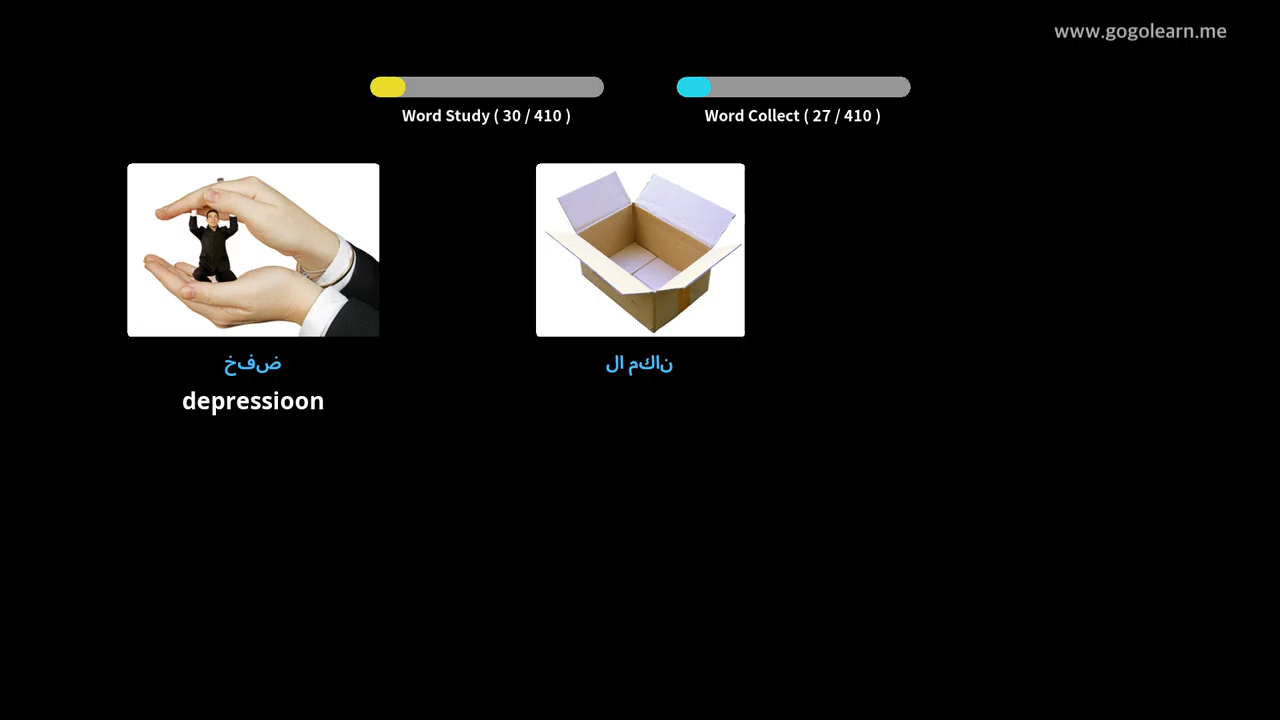 www.gogolearn.me
Word Study ( 30 / 410 )
Word Collect ( 27 / 410 )
ضفخ
ناكم ال
depressioon